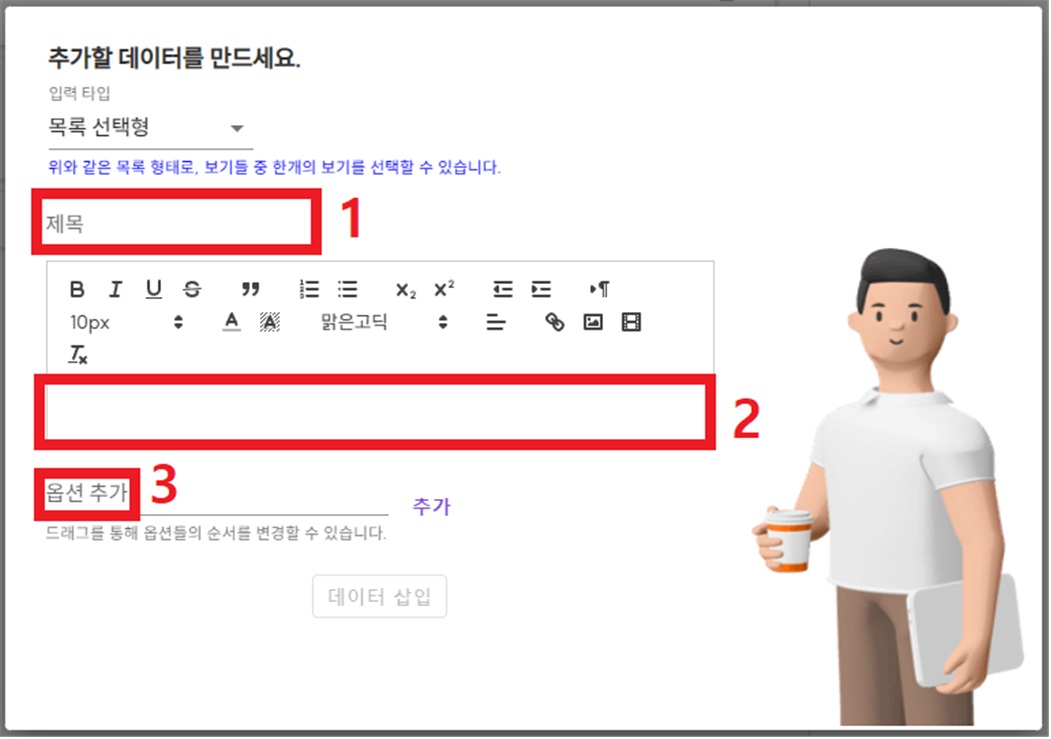 추가할 데이터를 만드세요.
입력 타입
목록 선택형
위와 같은 목록 형태로, 보기들 중 한개의 보기를 선택할 수 있습니다.
제목 1
B I U S ” X₂ X² ¶
10px A A 맑은고딕
Tx
2
옵션 추가 3
추가
드래그를 통해 옵션들의 순서를 변경할 수 있습니다.
데이터 삽입